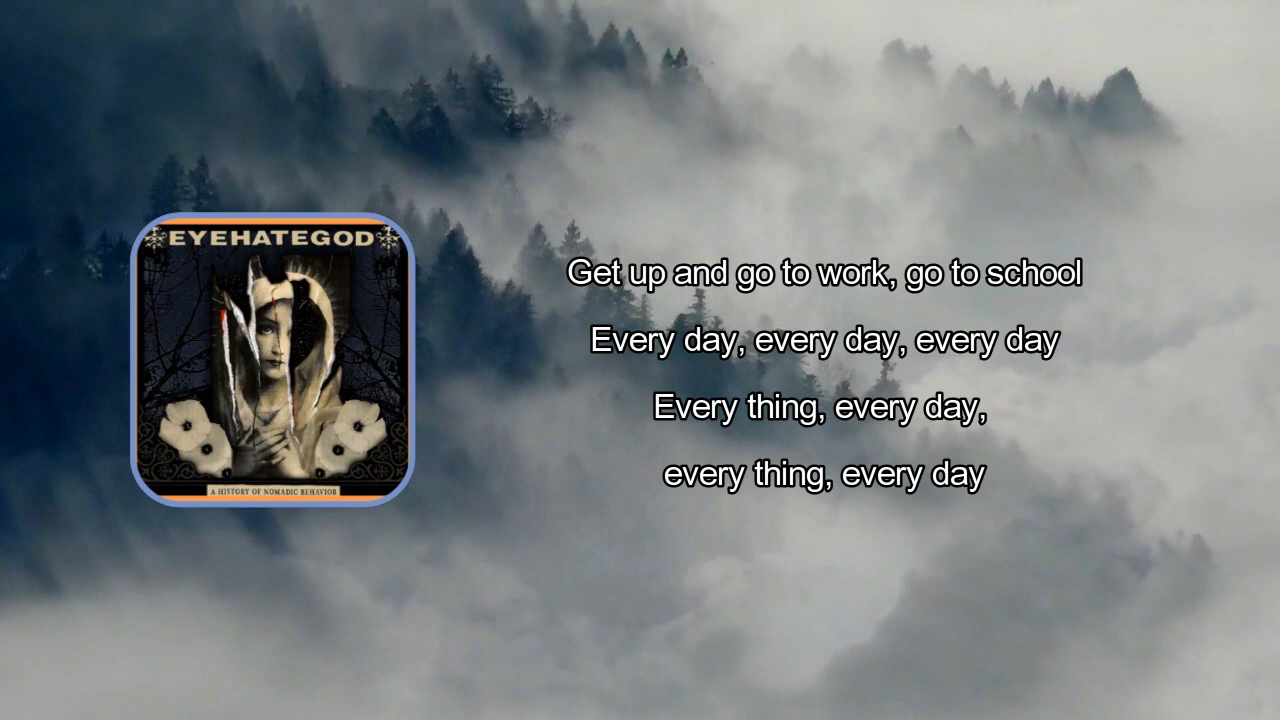 EYEHATEGOD
A HISTORY OF NOMADIC BEHAVIOR
Get up and go to work, go to school
Every day, every day, every day
Every thing, every day,
every thing, every day